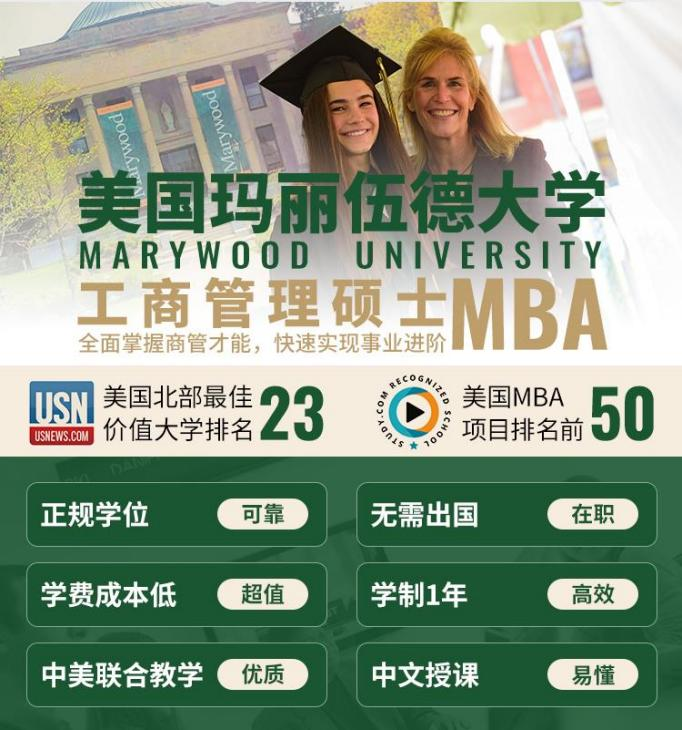 Marywood
Marywood
美国玛丽伍德大学
MARYWOOD UNIVERSITY
工商管理硕士MBA
全面掌握商管才能，快速实现事业进阶
USN
USNEWS.COM
美国北部最佳
价值大学排名23
STUDY.COM RECOGNIZED SCHOOL
美国MBA
项目排名前50
正规学位 可靠
无需出国 在职
学费成本低 超值
学制1年 高效
中美联合教学 优质
中文授课 易懂